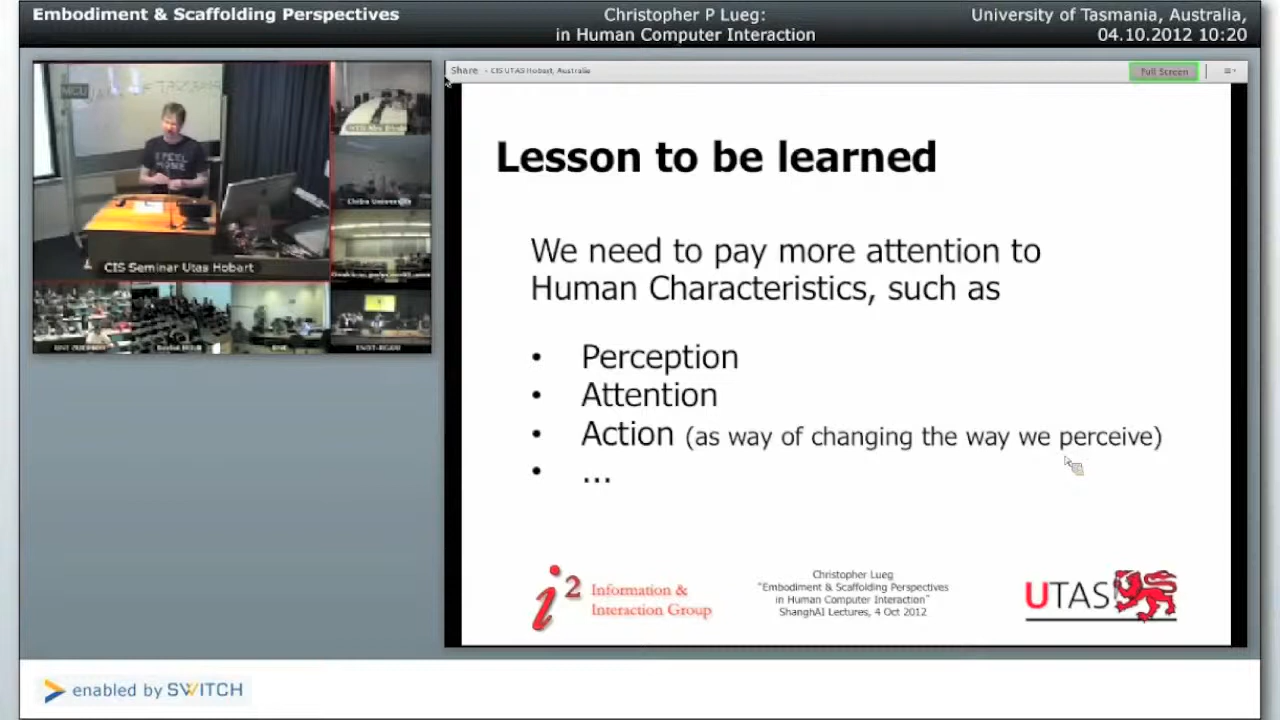 Embodiment & Scaffolding Perspectives
Christopher P Lueg:
in Human Computer Interaction
University of Tasmania, Australia,
04.10.2012 10:20
CIS Seminar Utas Hobart
Share - CIS UTAS Hobart, Australia
Full Screen
Lesson to be learned
We need to pay more attention to
Human Characteristics, such as
• Perception
• Attention
• Action (as way of changing the way we perceive)
• ...
i2 Information &
Interaction Group
Christopher Lueg
"Embodiment & Scaffolding Perspectives
in Human Computer Interaction"
ShanghAI Lectures, 4 Oct 2012
UTAS
enabled by SWITCH